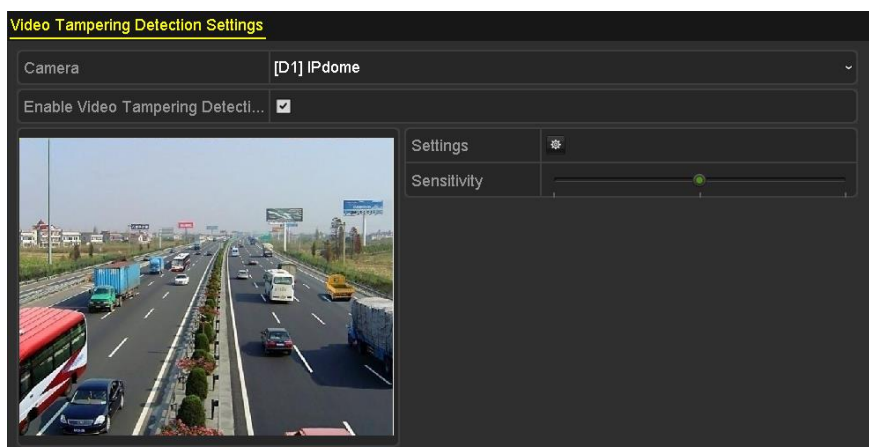 Video Tampering Detection Settings
Camera
[D1] IPdome
Enable Video Tampering Detecti...
Settings
Sensitivity